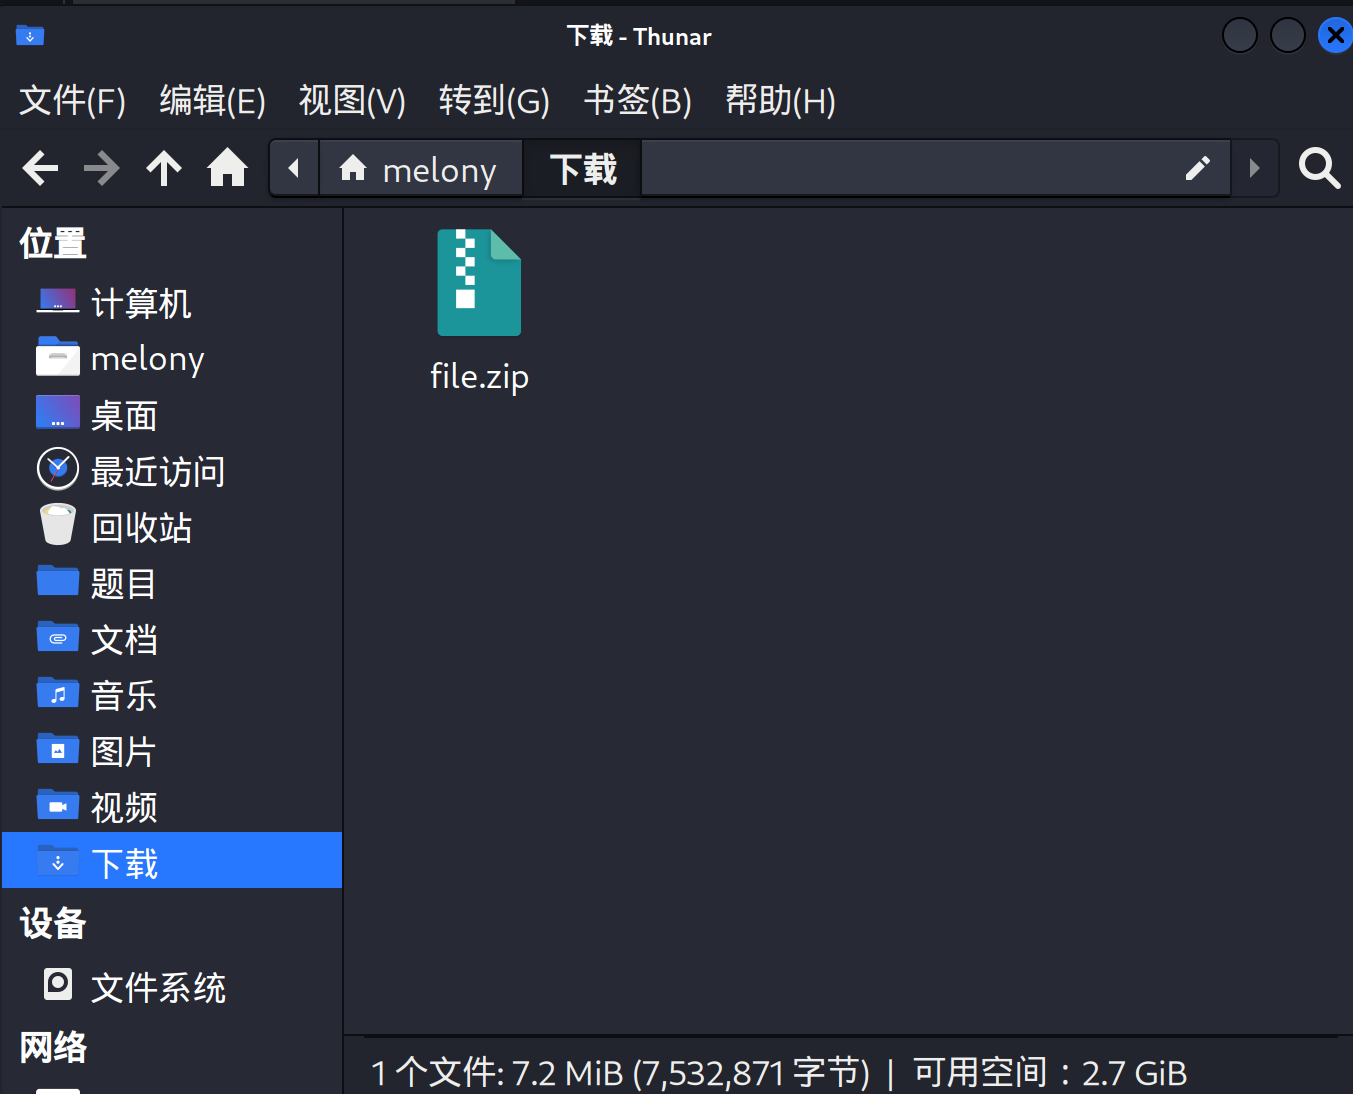 下载 - Thunar
文件(F) 编辑(E) 视图(V) 转到(G) 书签(B) 帮助(H)
melony 下载
位置
计算机
melony
桌面
最近访问
回收站
题目
文档
音乐
图片
视频
下载
设备
文件系统
网络
file.zip
1 个文件: 7.2 MiB (7,532,871 字节) | 可用空间：2.7 GiB